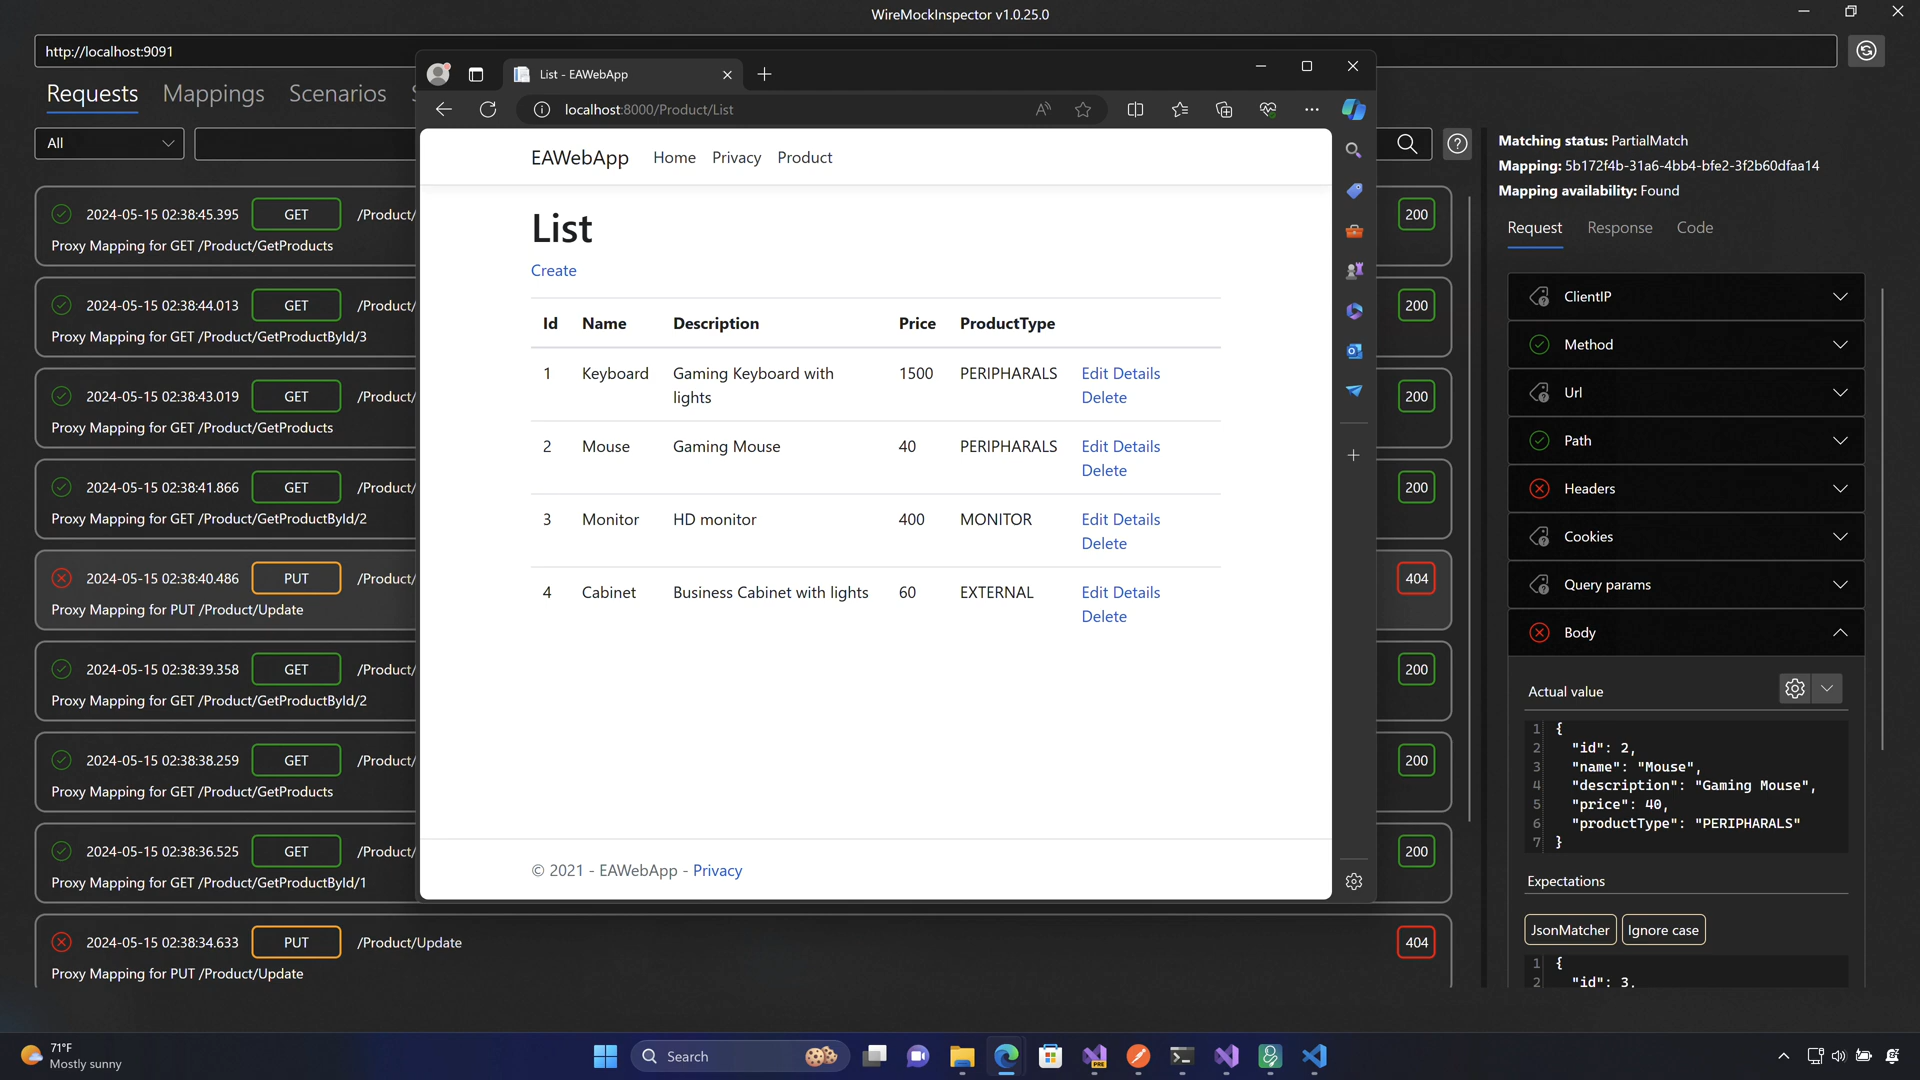 WireMockInspector v1.0.25.0
http://localhost:9091
Requests Mappings Scenarios
All
2024-05-15 02:38:45.395 GET /Product/ 200
Proxy Mapping for GET /Product/GetProducts
2024-05-15 02:38:44.013 GET /Product/ 200
Proxy Mapping for GET /Product/GetProductById/3
2024-05-15 02:38:43.019 GET /Product/ 200
Proxy Mapping for GET /Product/GetProducts
2024-05-15 02:38:41.866 GET /Product/ 200
Proxy Mapping for GET /Product/GetProductById/2
2024-05-15 02:38:40.486 PUT /Product/ 404
Proxy Mapping for PUT /Product/Update
2024-05-15 02:38:39.358 GET /Product/ 200
Proxy Mapping for GET /Product/GetProductById/2
2024-05-15 02:38:38.259 GET /Product/ 200
Proxy Mapping for GET /Product/GetProducts
2024-05-15 02:38:36.525 GET /Product/ 200
Proxy Mapping for GET /Product/GetProductById/1
2024-05-15 02:38:34.633 PUT /Product/Update 404
Proxy Mapping for PUT /Product/Update
List - EAWebApp
localhost:8000/Product/List
EAWebApp Home Privacy Product
List
Create
Id Name Description Price ProductType
1 Keyboard Gaming Keyboard with 1500 PERIPHARALS Edit Details
lights Delete
2 Mouse Gaming Mouse 40 PERIPHARALS Edit Details
Delete
3 Monitor HD monitor 400 MONITOR Edit Details
Delete
4 Cabinet Business Cabinet with lights 60 EXTERNAL Edit Details
Delete
© 2021 - EAWebApp - Privacy
Matching status: PartialMatch
Mapping: 5b172f4b-31a6-4bb4-bfe2-3f2b60dfaa14
Mapping availability: Found
Request Response Code
ClientIP
Method
Url
Path
Headers
Cookies
Query params
Body
Actual value
1 {
2 "id": 2,
3 "name": "Mouse",
4 "description": "Gaming Mouse",
5 "price": 40,
6 "productType": "PERIPHARALS"
7 }
Expectations
JsonMatcher Ignore case
1 {
2 "id": 3,
71°F
Mostly sunny
Search
PRE